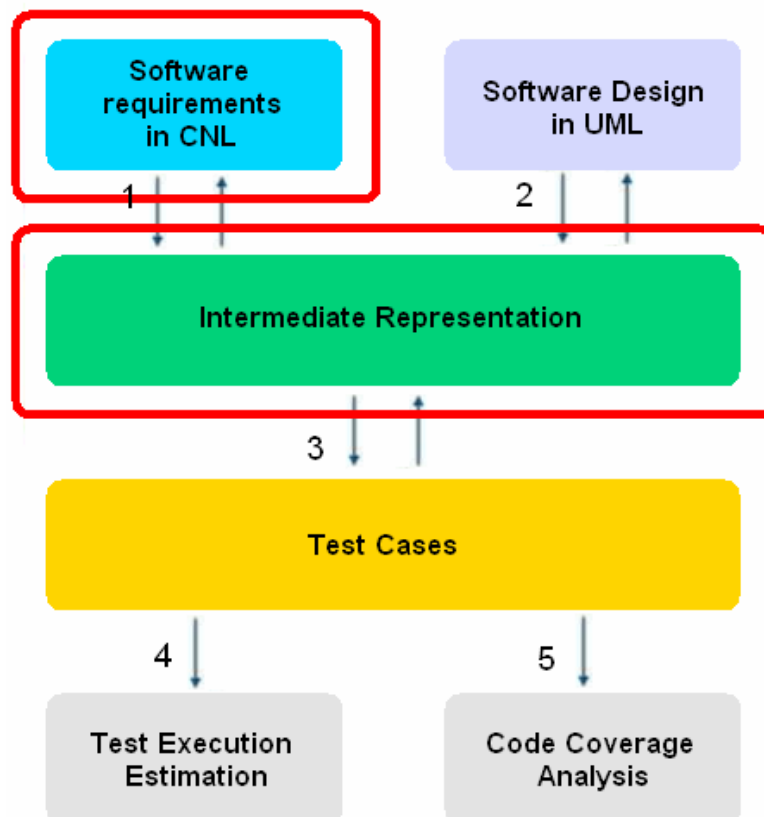 Software
requirements
in CNL
Software Design
in UML
1
2
Intermediate Representation
3
Test Cases
4
5
Test Execution
Estimation
Code Coverage
Analysis